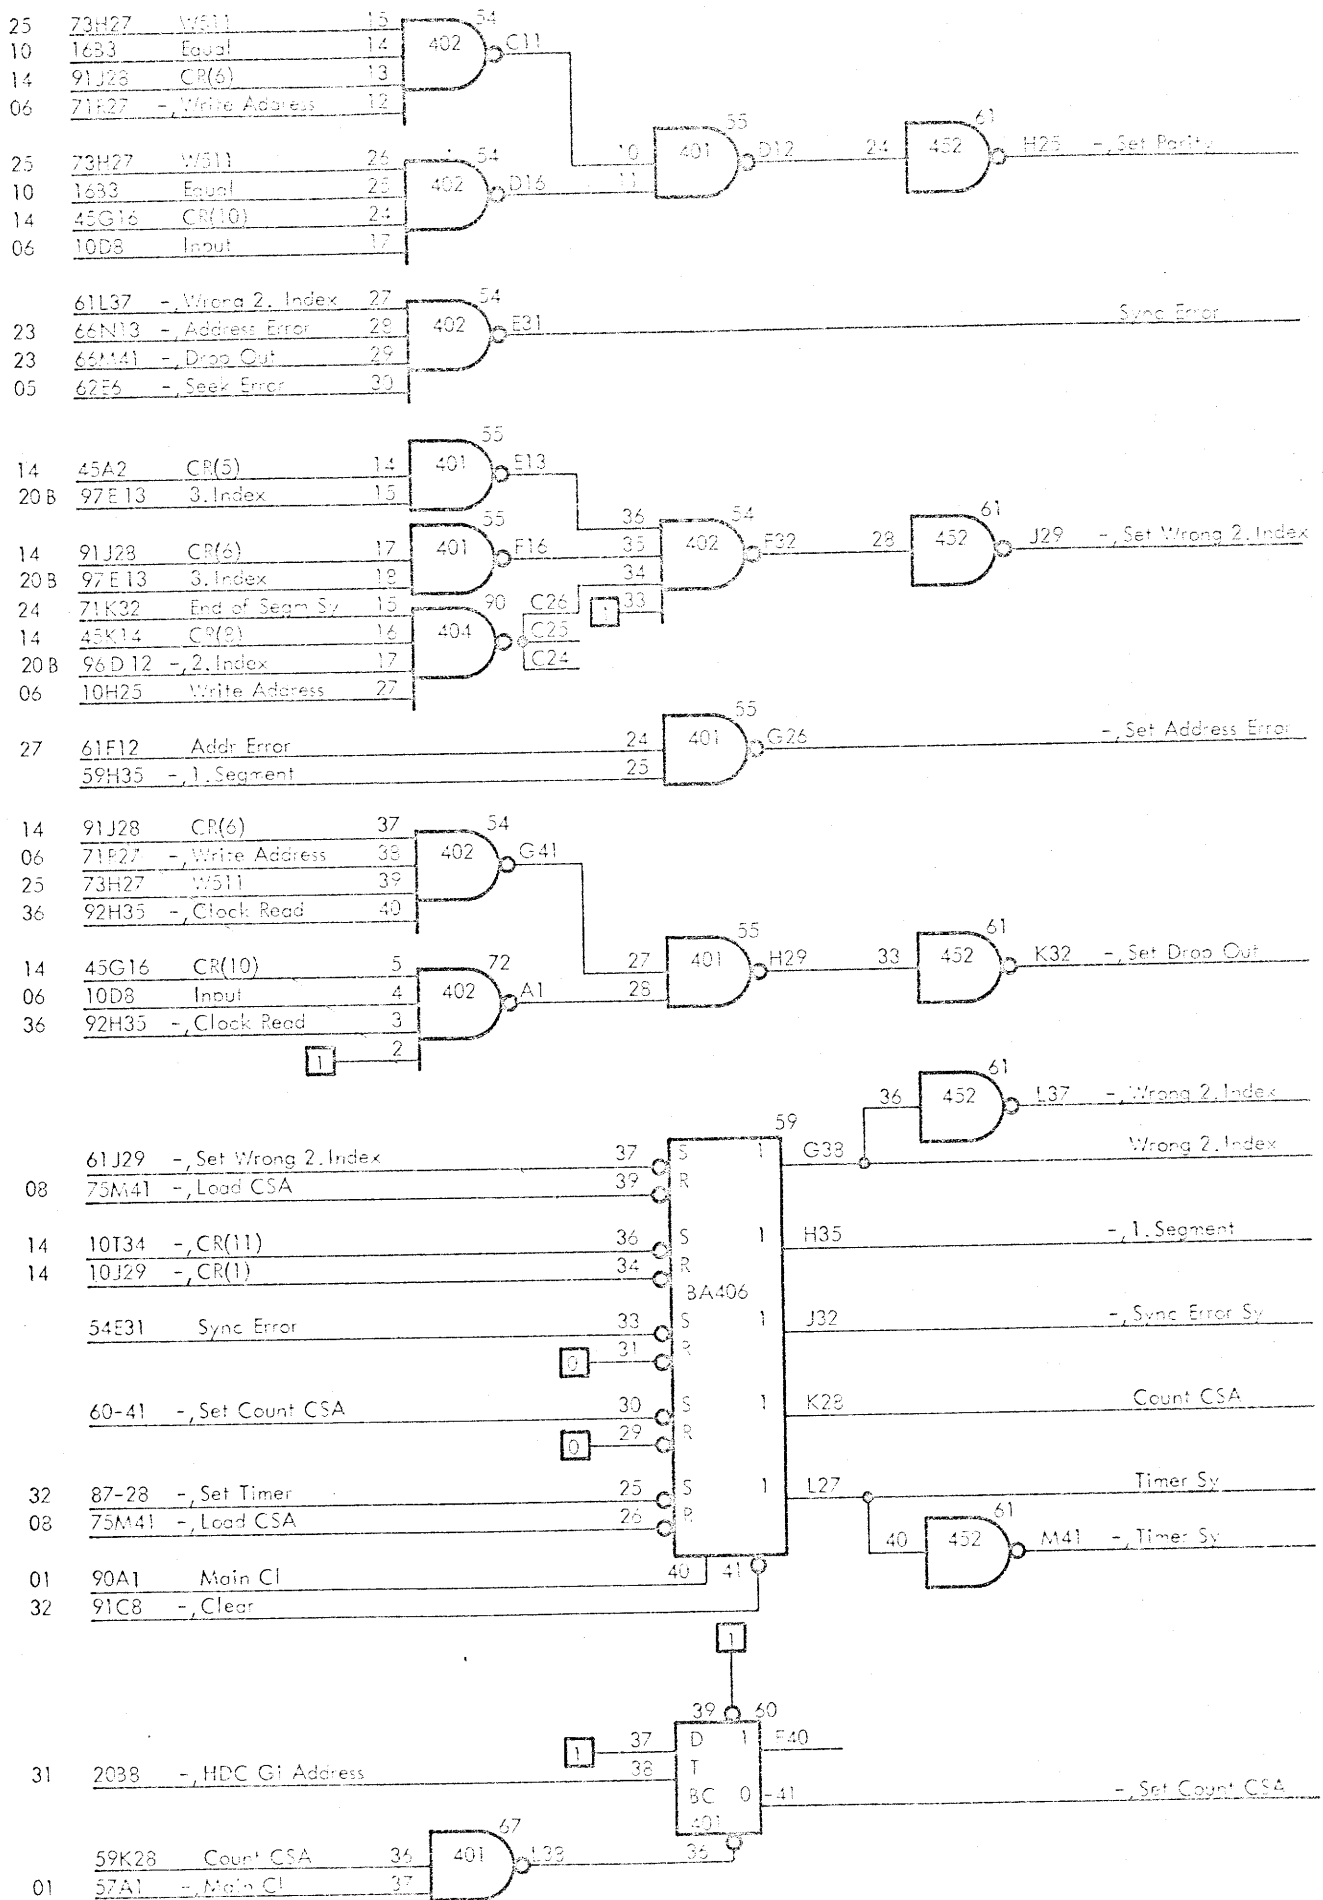 25 73H27 W511 15 54
10 16B3 Equal 14 402 C11
14 91J28 CR(6) 13
06 71P27 -,Write Address 12
55
61
25 73H27 W511 26 54 10 401 D12 24 452 H25 -,Set Parity
10 16B3 Equal 25 402 D16 11
14 45G16 CR(10) 24
06 10D8 Input 17
61L37 -,Wrong 2. Index 27 54
23 66N13 -,Address Error 28 402 E31 Sync Error
23 66M41 -,Drop Out 29
05 62E6 -,Seek Error 30
55
14 45A2 CR(5) 14 401 E13
20B 97E13 3.Index 15
55 36 54 61
14 91J28 CR(6) 17 401 F16 35 402 F32 28 452 J29 -,Set Wrong 2.Index
20B 97E13 3.Index 18 34
24 71K32 End of Segm Sy 15 90 C26 1 33
14 45K14 CR(8) 16 404 C25
20B 96D12 -,2.Index 17 C24
06 10H25 Write Address 27
55
27 61F12 Addr Error 24 401 G26 -,Set Address Error
59H35 -,1.Segment 25
14 91J28 CR(6) 37 54
06 71P27 -,Write Address 38 402 G41
25 73H27 W511 39
36 92H35 -,Clock Read 40
55 61
14 45G16 CR(10) 5 72 27 401 H29 33 452 K32 -,Set Drop Out
06 10D8 Input 4 402 A1 28
36 92H35 -,Clock Read 3
1 2
61
36 452 L37 -,Wrong 2.Index
59
61J29 -,Set Wrong 2.Index 37 S 1 G38 Wrong 2.Index
08 75M41 -,Load CSA 39 R
14 10T34 -,CR(11) 36 S 1 H35 -,1.Segment
14 10J29 -,CR(1) 34 R
BA406
54E31 Sync Error 33 S 1 J32 -,Sync Error Sy
0 31 R
60-41 -,Set Count CSA 30 S 1 K28 Count CSA
0 29 R
32 87-28 -,Set Timer 25 S 1 L27 Timer Sy
08 75M41 -,Load CSA 26 R
61
40 452 M41 -,Timer Sy
01 90A1 Main Cl 40 41
32 91C8 -,Clear
1
39 60
1 37 D 1 F40
31 20B8 -,HDC G1 Address 38 T
BC 0 -41 -,Set Count CSA
401
67
59K28 Count CSA 36 401 L38 36
01 57A1 -,Main Cl 37